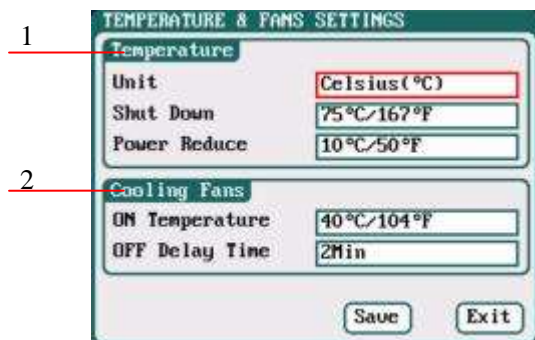 TEMPERATURE & FANS SETTINGS
1
Temperature
Unit Celsius(°C)
Shut Down 75°C/167°F
Power Reduce 10°C/50°F
2
Cooling Fans
ON Temperature 40°C/104°F
OFF Delay Time 2Min
Save Exit